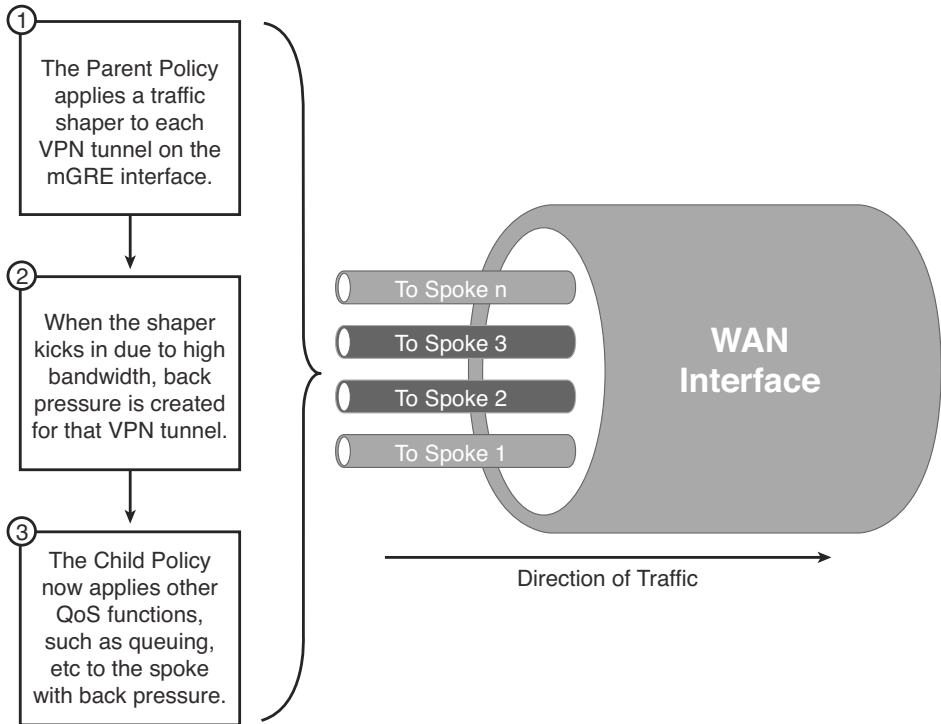 1
The Parent Policy
applies a traffic
shaper to each
VPN tunnel on the
mGRE interface.
2
When the shaper
kicks in due to high
bandwidth, back
pressure is created
for that VPN tunnel.
3
The Child Policy
now applies other
QoS functions,
such as queuing,
etc to the spoke
with back pressure.
To Spoke n
To Spoke 3
To Spoke 2
To Spoke 1
WAN
Interface
Direction of Traffic